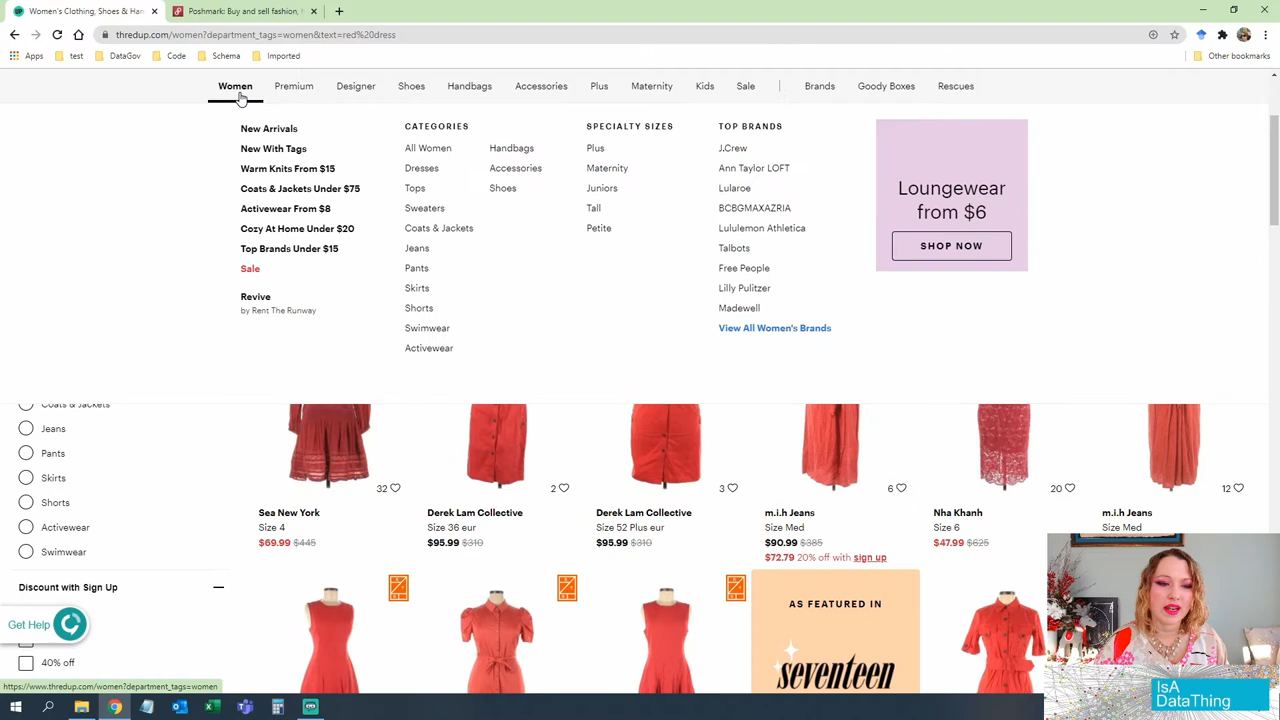 Women's Clothing, Shoes & Ha
Poshmark: Buy and sell fashion, h
thredup.com/women?department_tags=women&text=red%20dress
Apps
test
DataGov
Code
Schema
Imported
Other bookmarks
Women
Premium
Designer
Shoes
Handbags
Accessories
Plus
Maternity
Kids
Sale
Brands
Goody Boxes
Rescues
New Arrivals
New With Tags
Warm Knits From $15
Coats & Jackets Under $75
Activewear From $8
Cozy At Home Under $20
Top Brands Under $15
Sale
Revive
by Rent The Runway
CATEGORIES
All Women
Dresses
Tops
Sweaters
Coats & Jackets
Jeans
Pants
Skirts
Shorts
Swimwear
Activewear
Handbags
Accessories
Shoes
SPECIALTY SIZES
Plus
Maternity
Juniors
Tall
Petite
TOP BRANDS
J.Crew
Ann Taylor LOFT
Lularoe
BCBGMAXAZRIA
Lululemon Athletica
Talbots
Free People
Lilly Pulitzer
Madewell
View All Women's Brands
Loungewear
from $6
SHOP NOW
Coats & Jackets
Jeans
Pants
Skirts
Shorts
Activewear
Swimwear
Discount with Sign Up
40% off
Get Help
32
Sea New York
Size 4
$69.99 $445
2
Derek Lam Collective
Size 36 eur
$95.99 $310
3
Derek Lam Collective
Size 52 Plus eur
$95.99 $310
6
m.i.h Jeans
Size Med
$90.99 $385
$72.79 20% off with sign up
20
Nha Khanh
Size 6
$47.99 $625
12
m.i.h Jeans
Size Med
AS FEATURED IN
seventeen
https://www.thredup.com/women?department_tags=women
IsA
DataThing